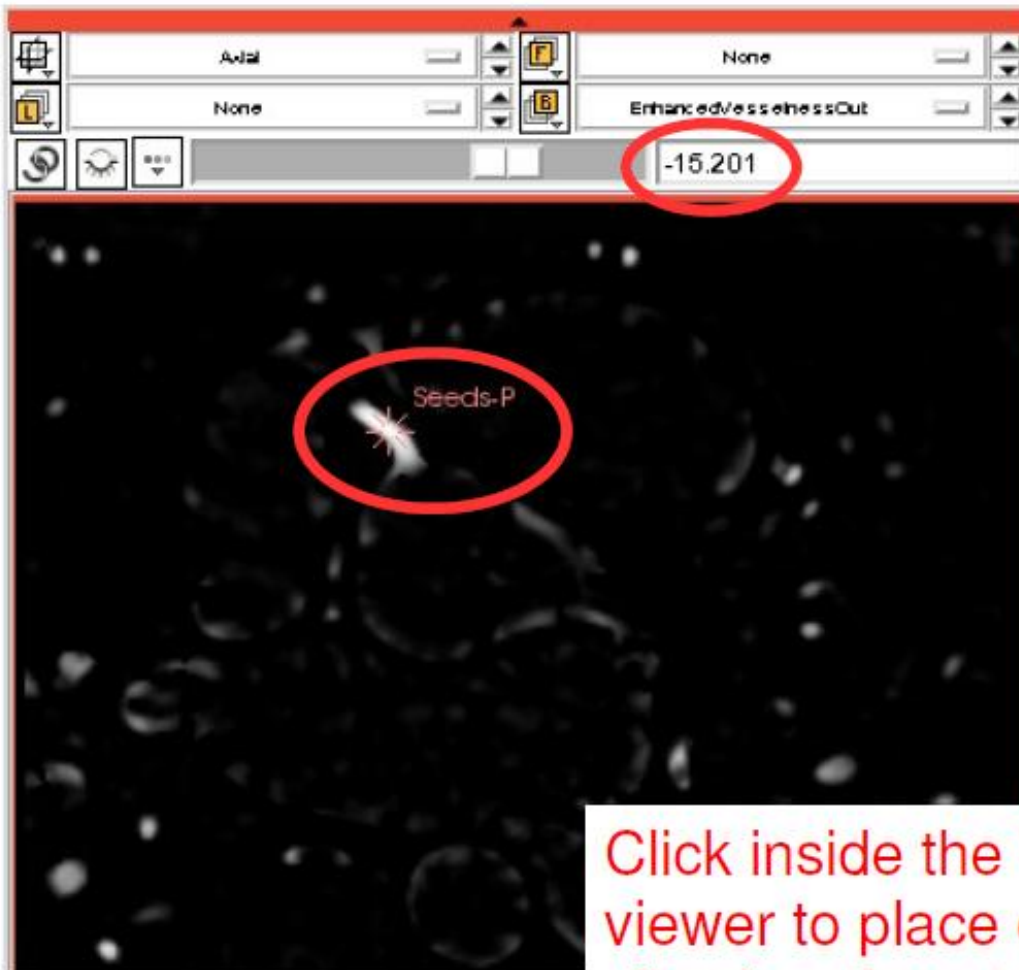 Axial
None
None
EnhancedVesselnessOut
-15.201
Seeds-P
Click inside the
viewer to place